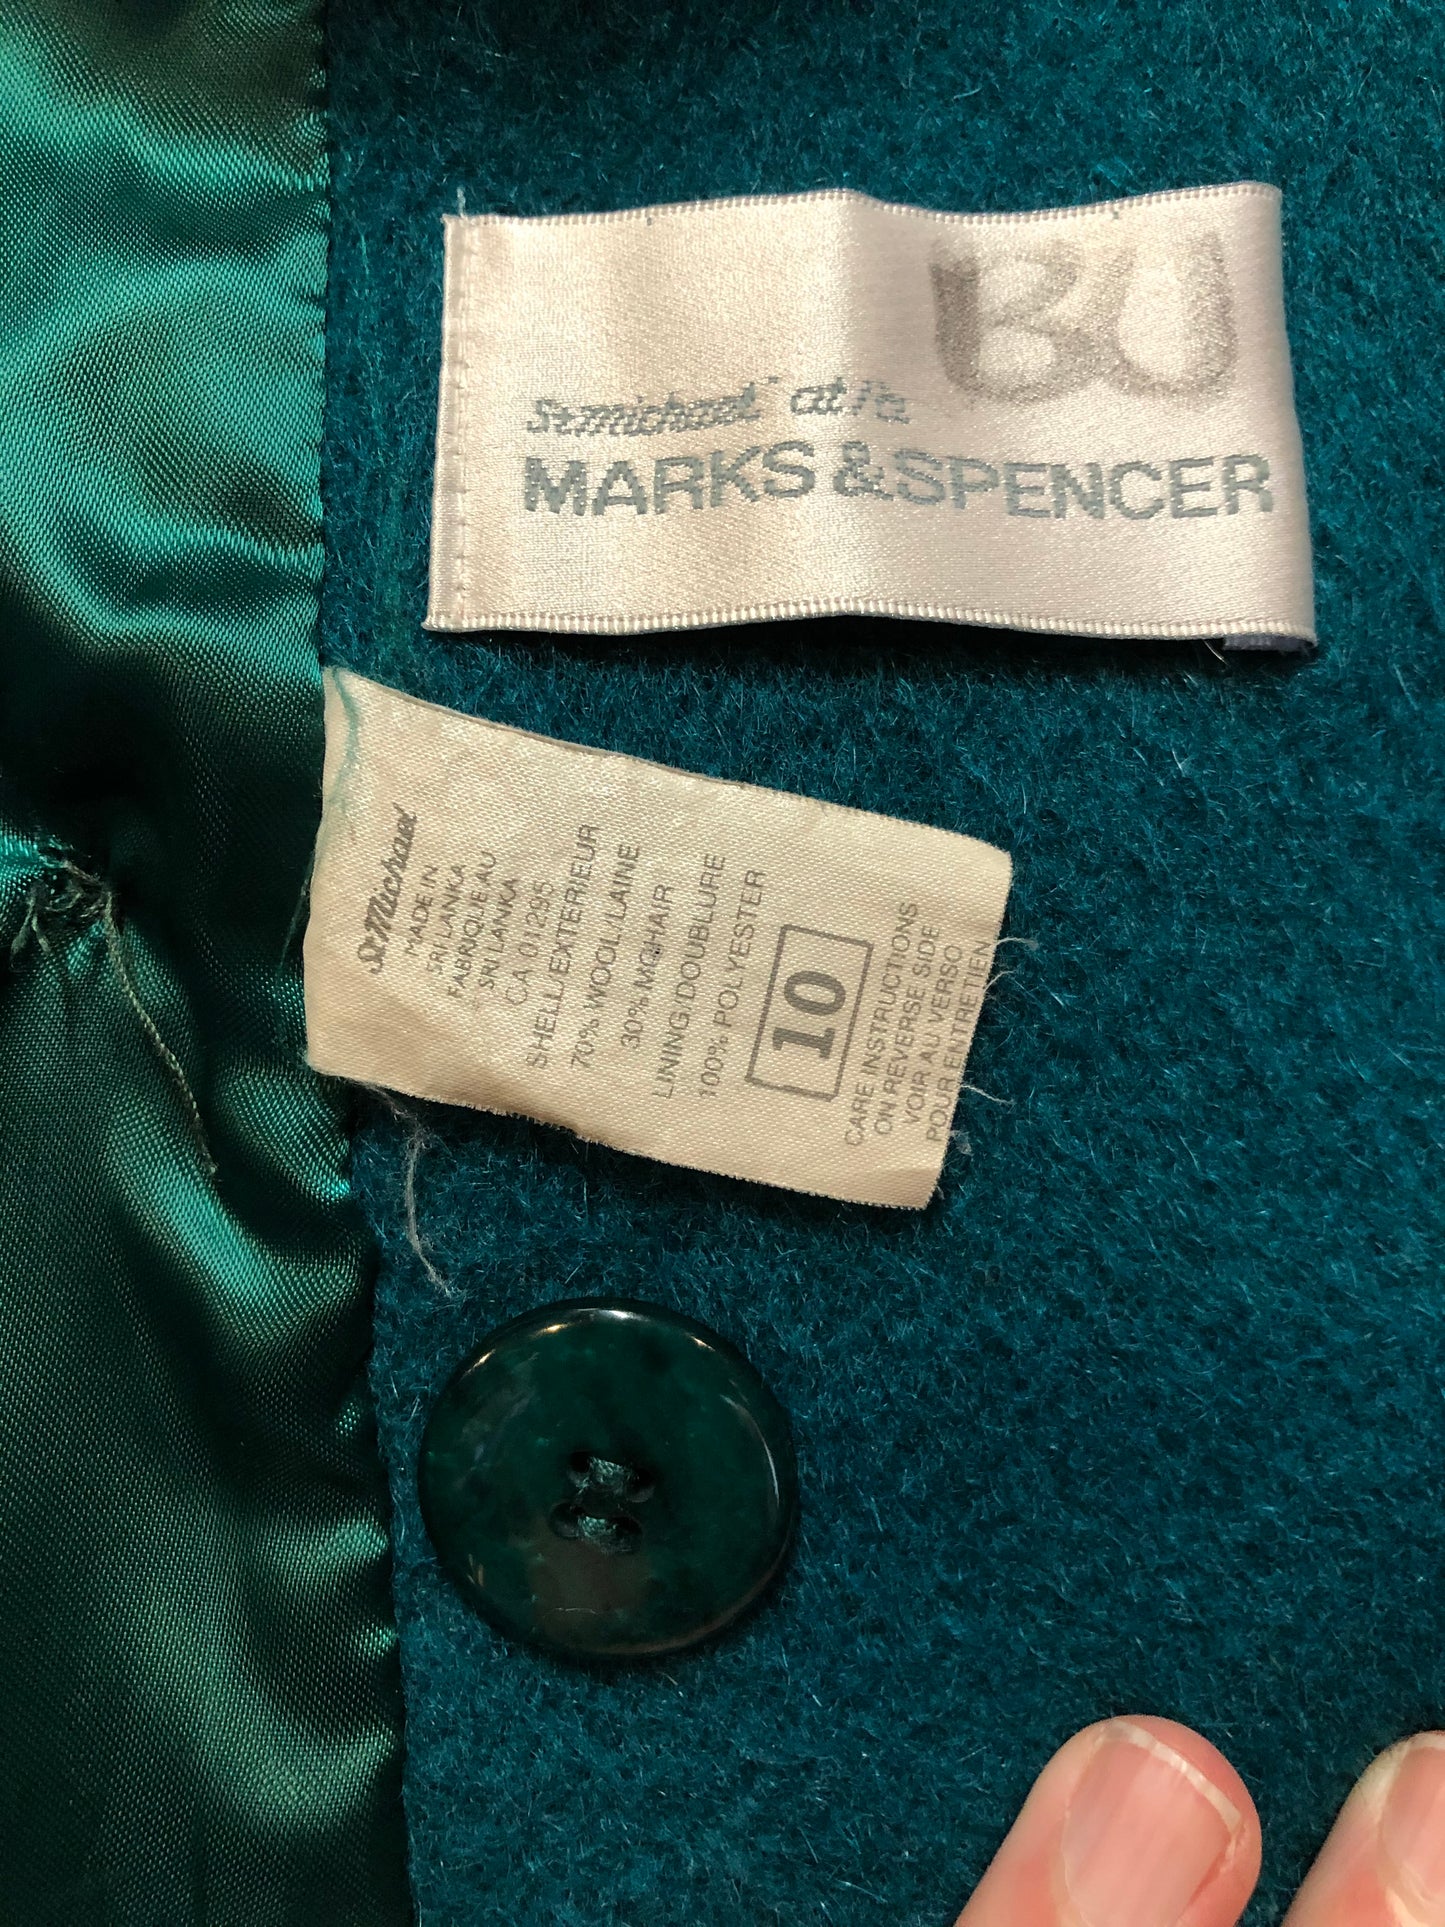 BU
St Michael at
MARKS & SPENCER
St Michael
MADE IN
SRI LANKA
FABRIQUE AU
SRI LANKA
CA 01295
SHELL/EXTERIEUR
70% WOOL/LAINE
30% MOHAIR
LINING/DOUBLURE
100% POLYESTER
10
CARE INSTRUCTIONS
ON REVERSE SIDE
VOIR AU VERSO
POUR ENTRETIEN